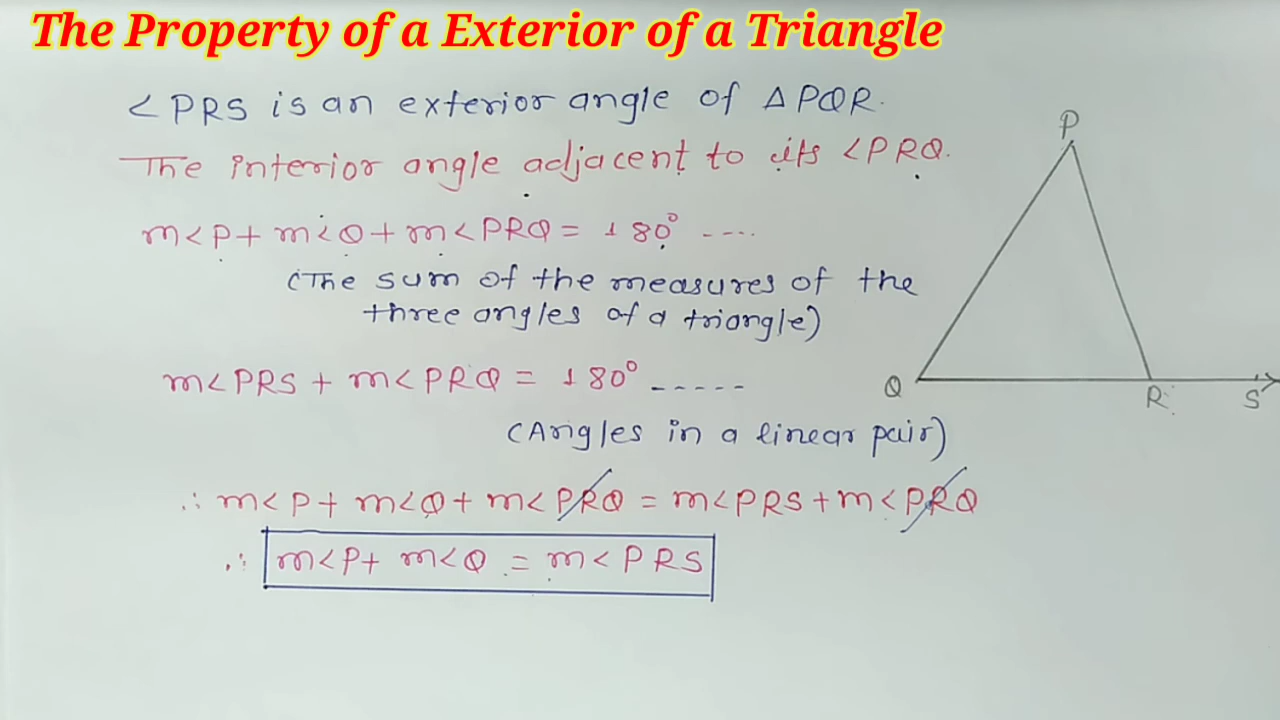 The Property of a Exterior of a Triangle
<PRS is an exterior angle of △PQR.
The interior angle adjacent to its <PRQ.
m<P+ m<Q+m<PRQ= 180° ....
(The sum of the measures of the
three angles of a triangle)
m<PRS + m<PRQ = 180° -----
(Angles in a linear pair)
∴ m<P+ m<Q+ m<PRQ = m<PRS+m<PRQ
∴ m<P+ m<Q = m<PRS
P
Q
R
S